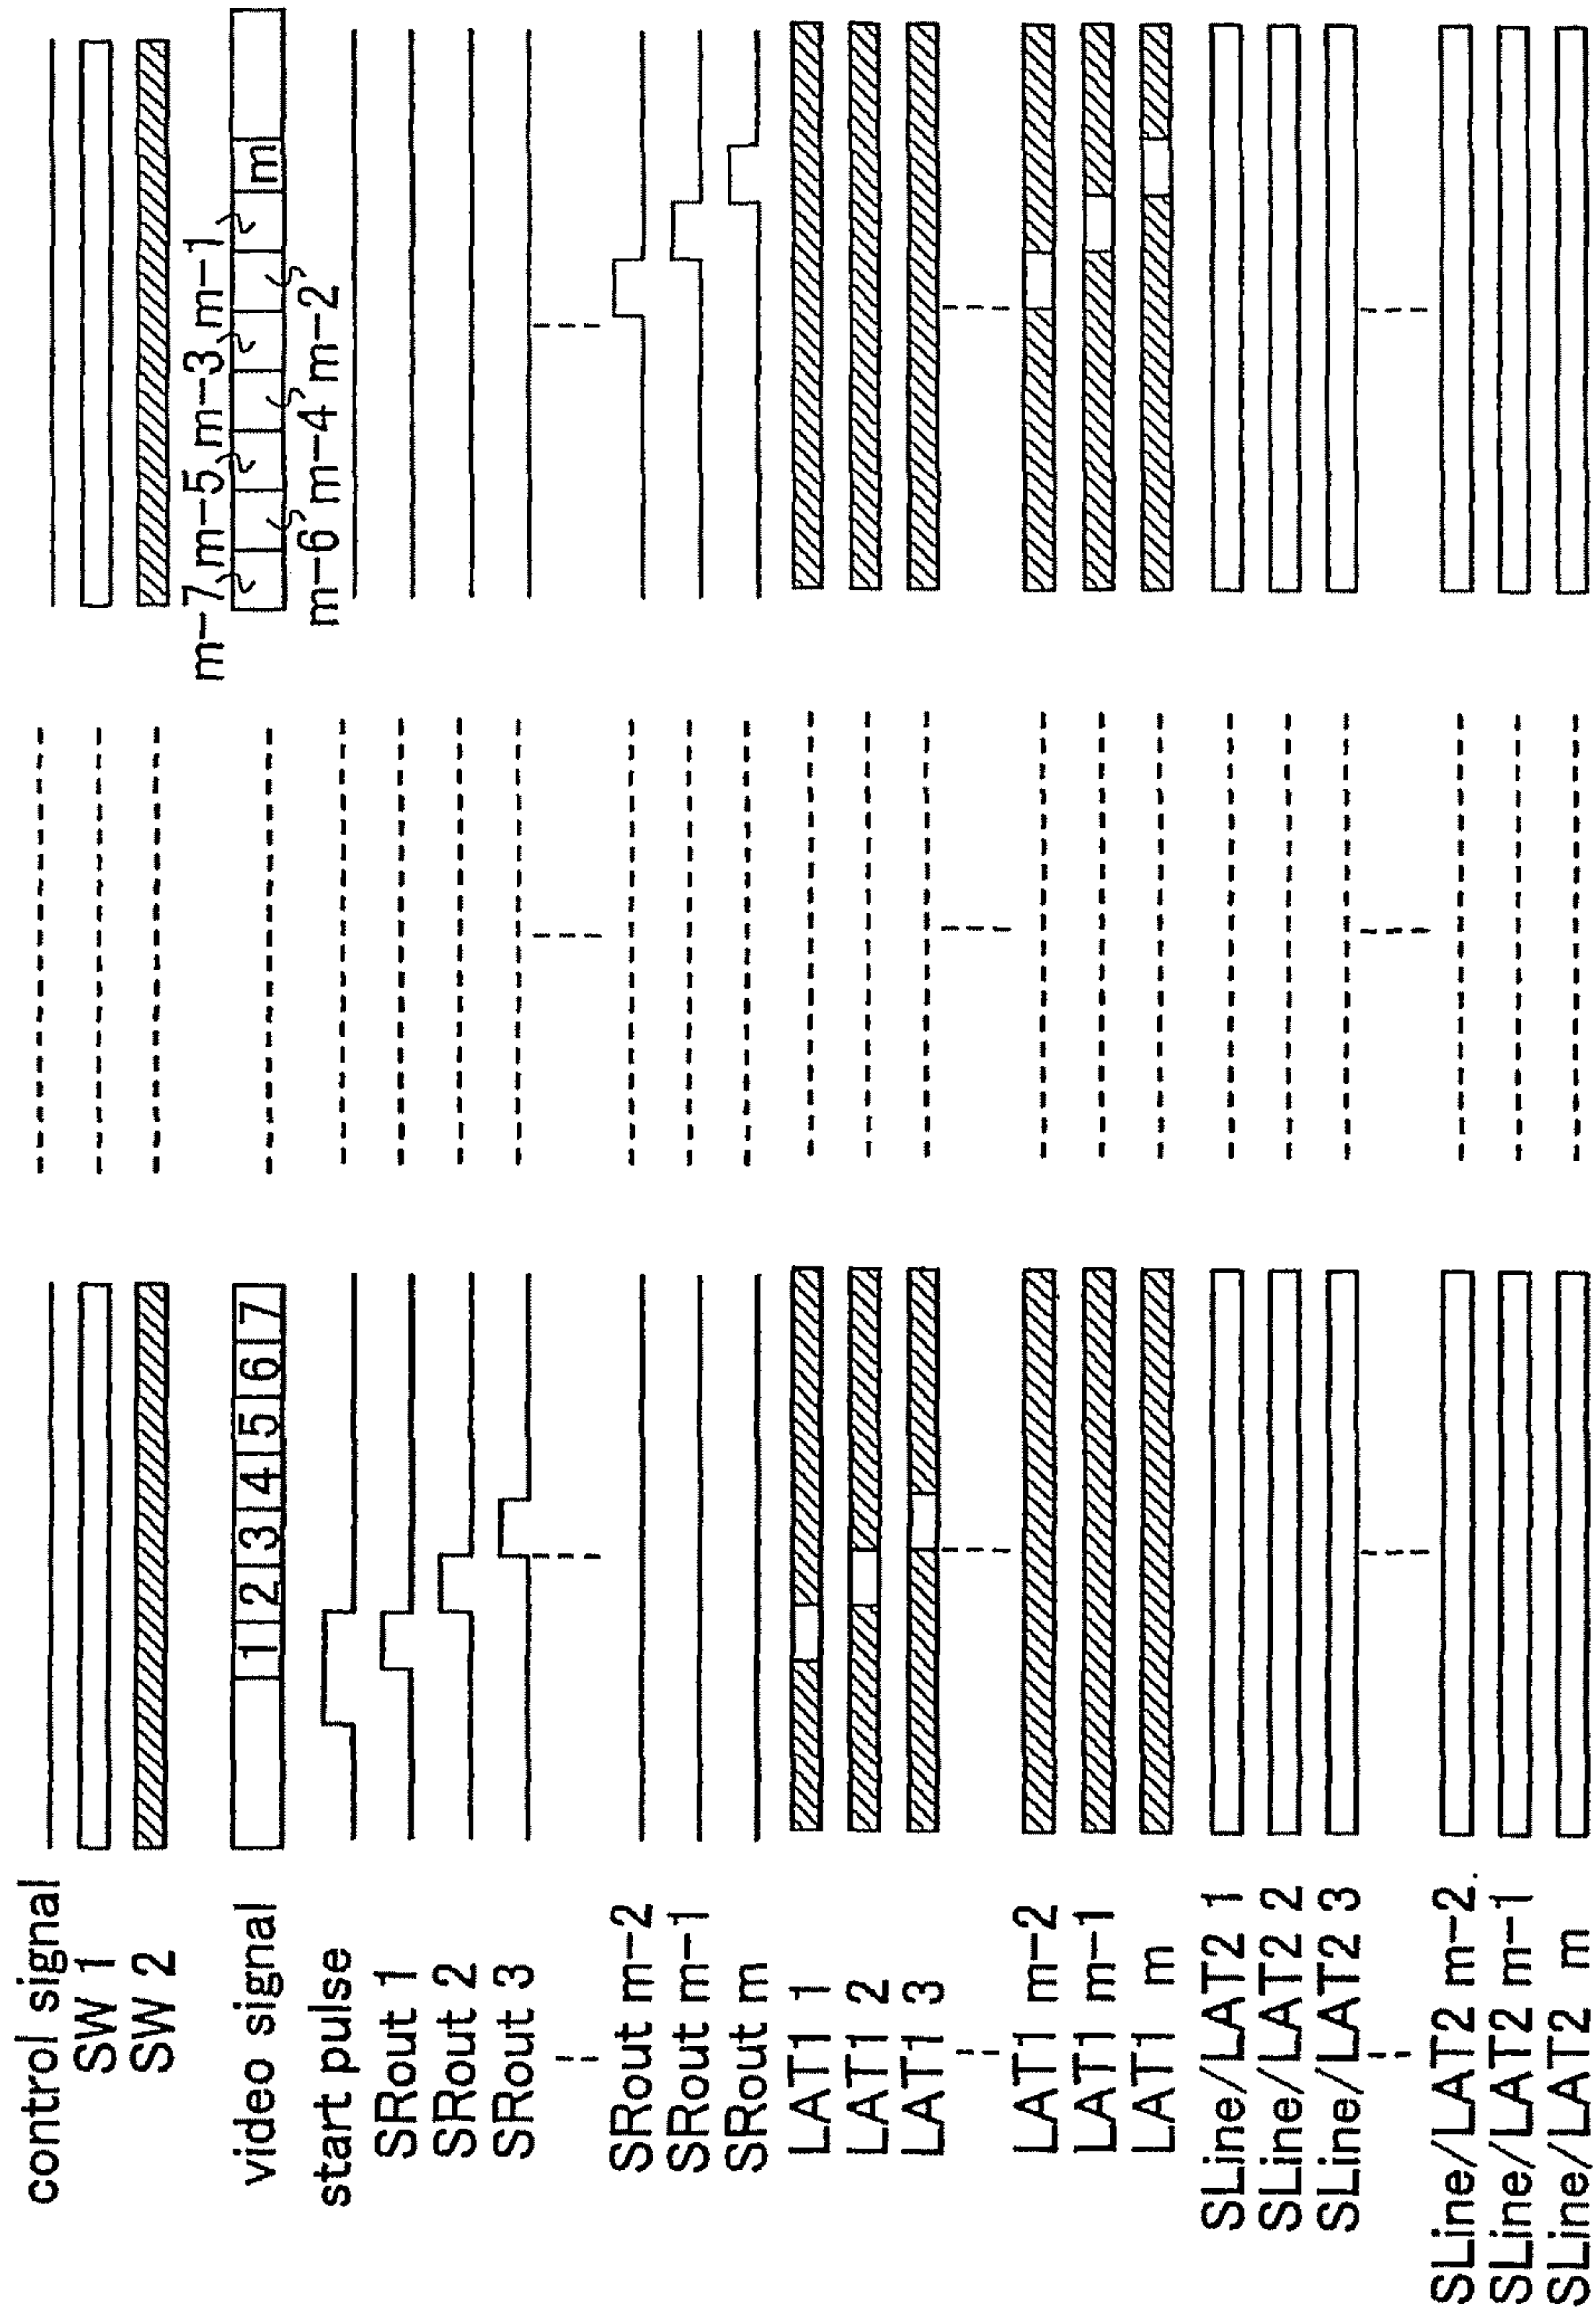 control signal
SW 1
SW 2
video signal
1 2 3 4 5 6 7
m-7 m-5 m-3 m-1
m
m-6 m-4 m-2
start pulse
SRout 1
SRout 2
SRout 3
SRout m-2
SRout m-1
SRout m
LAT1 1
LAT1 2
LAT1 3
LAT1 m-2
LAT1 m-1
LAT1 m
SLine/LAT2 1
SLine/LAT2 2
SLine/LAT2 3
SLine/LAT2 m-2
SLine/LAT2 m-1
SLine/LAT2 m